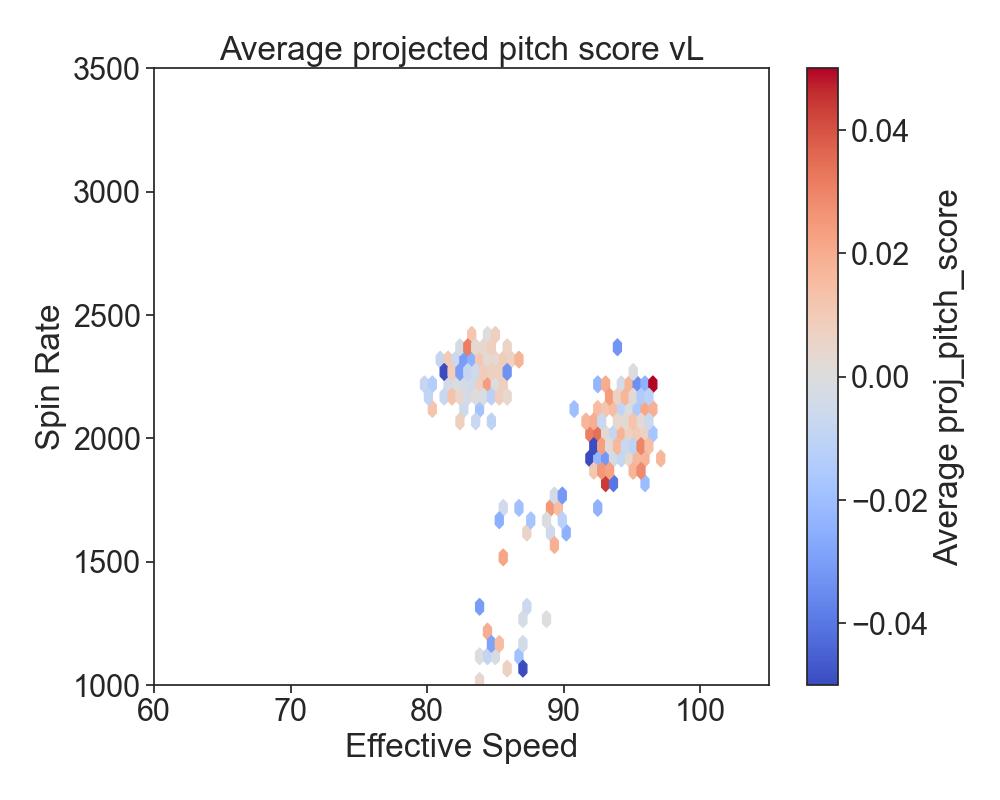 Average projected pitch score vL
3500
3000
2500
2000
1500
1000
Spin Rate
60 70 80 90 100
Effective Speed
0.04
0.02
0.00
−0.02
−0.04
Average proj_pitch_score